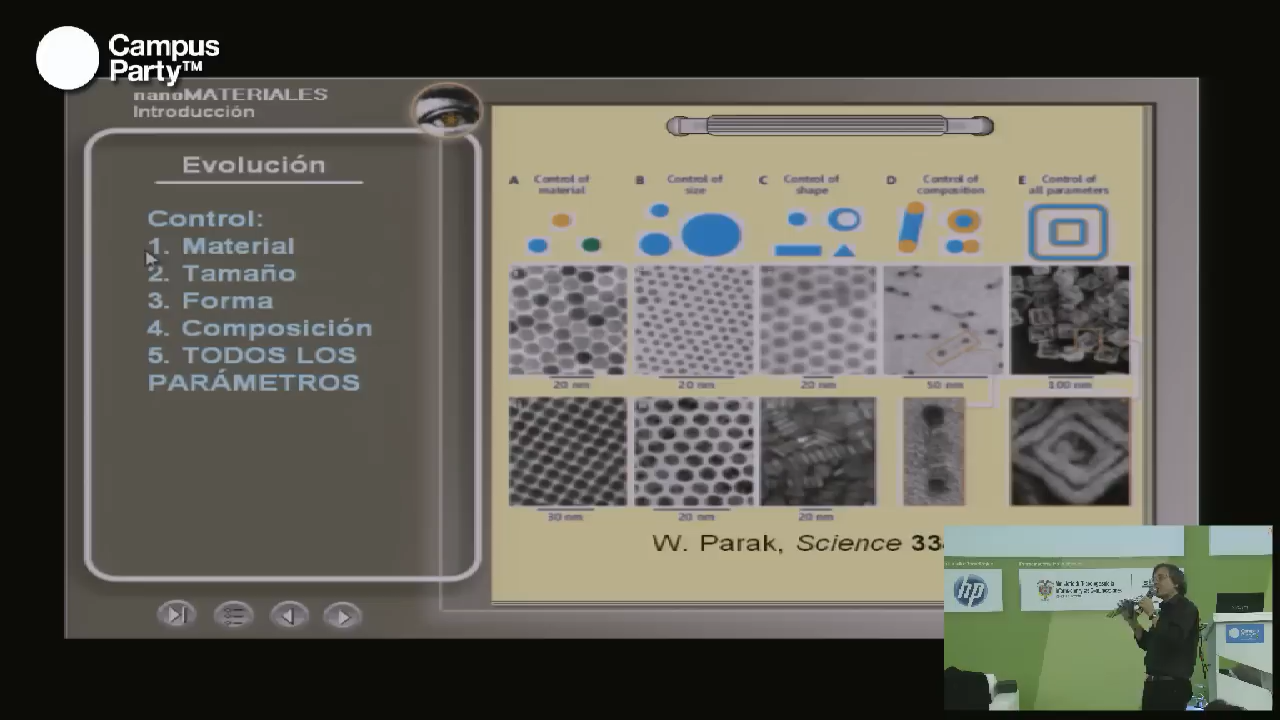 Campus
Party™
nanoMATERIALES
Introducción
Evolución
Control:
1. Material
2. Tamaño
3. Forma
4. Composición
5. TODOS LOS
PARÁMETROS
A Control of material
B Control of size
C Control of shape
D Control of composition
E Control of all parameters
20 nm
20 nm
20 nm
50 nm
100 nm
30 nm
20 nm
20 nm
W. Parak, Science 33
hp